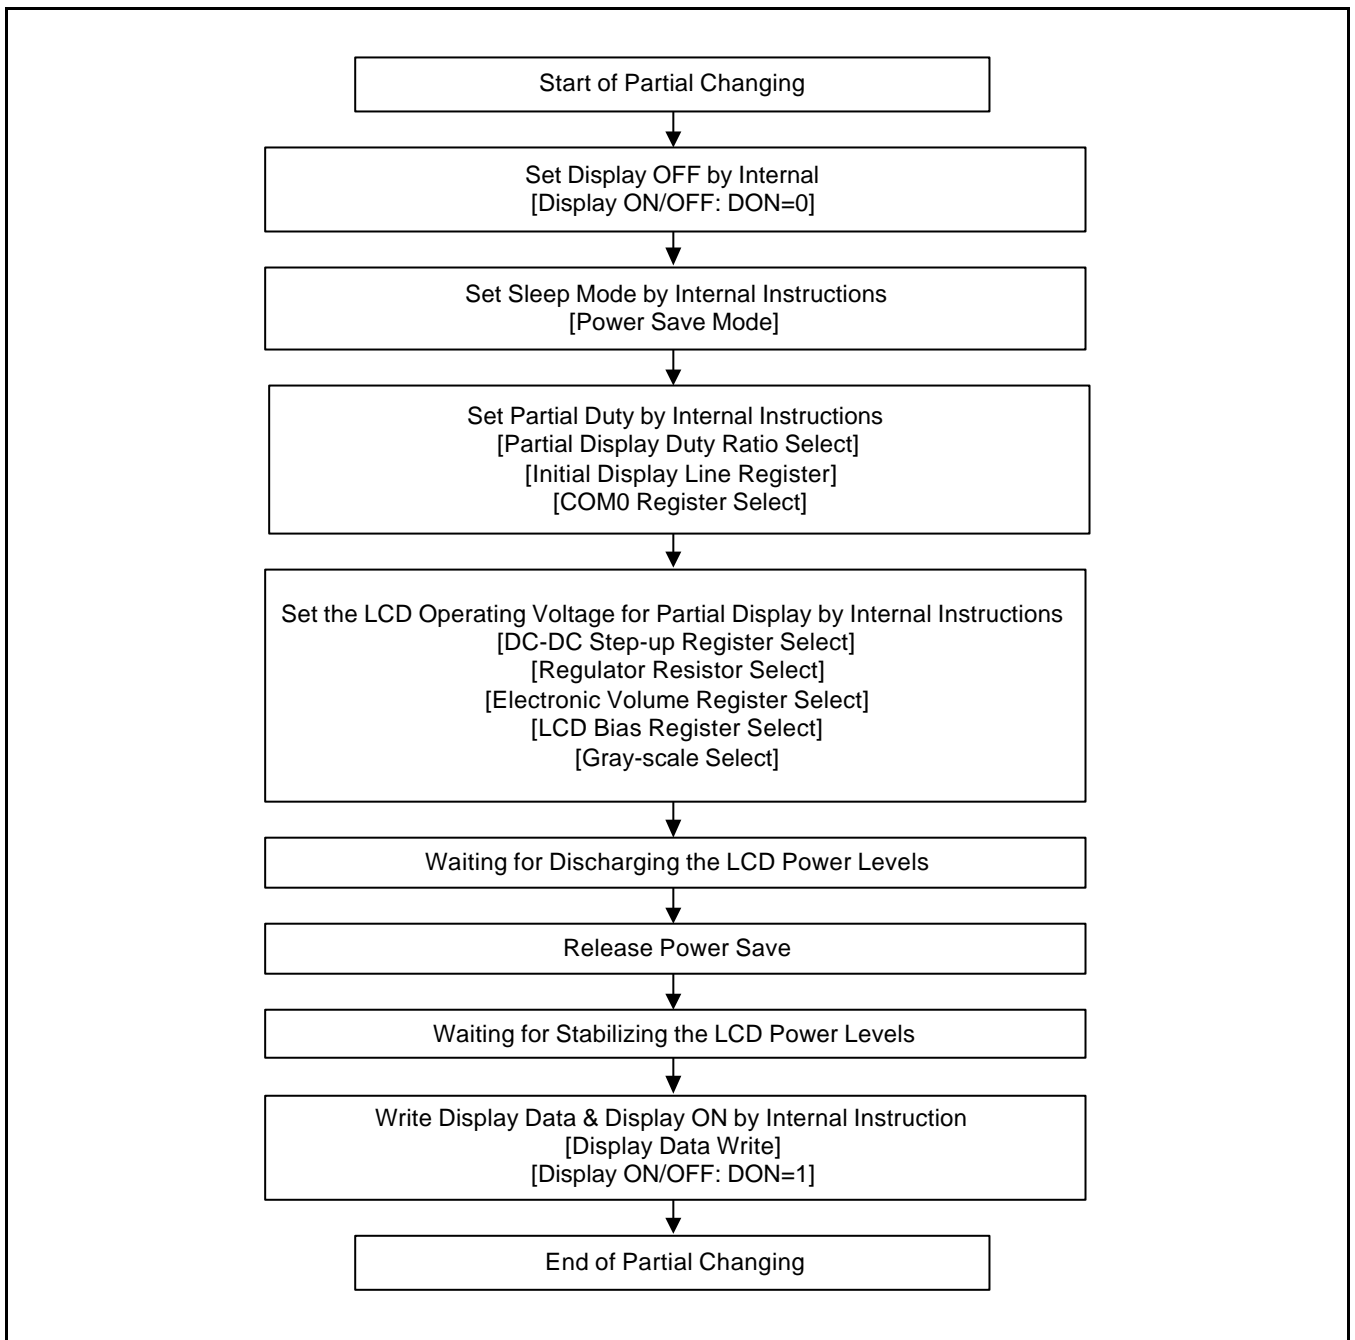 Start of Partial Changing
Set Display OFF by Internal
[Display ON/OFF: DON=0]
Set Sleep Mode by Internal Instructions
[Power Save Mode]
Set Partial Duty by Internal Instructions
[Partial Display Duty Ratio Select]
[Initial Display Line Register]
[COM0 Register Select]
Set the LCD Operating Voltage for Partial Display by Internal Instructions
[DC-DC Step-up Register Select]
[Regulator Resistor Select]
[Electronic Volume Register Select]
[LCD Bias Register Select]
[Gray-scale Select]
Waiting for Discharging the LCD Power Levels
Release Power Save
Waiting for Stabilizing the LCD Power Levels
Write Display Data & Display ON by Internal Instruction
[Display Data Write]
[Display ON/OFF: DON=1]
End of Partial Changing